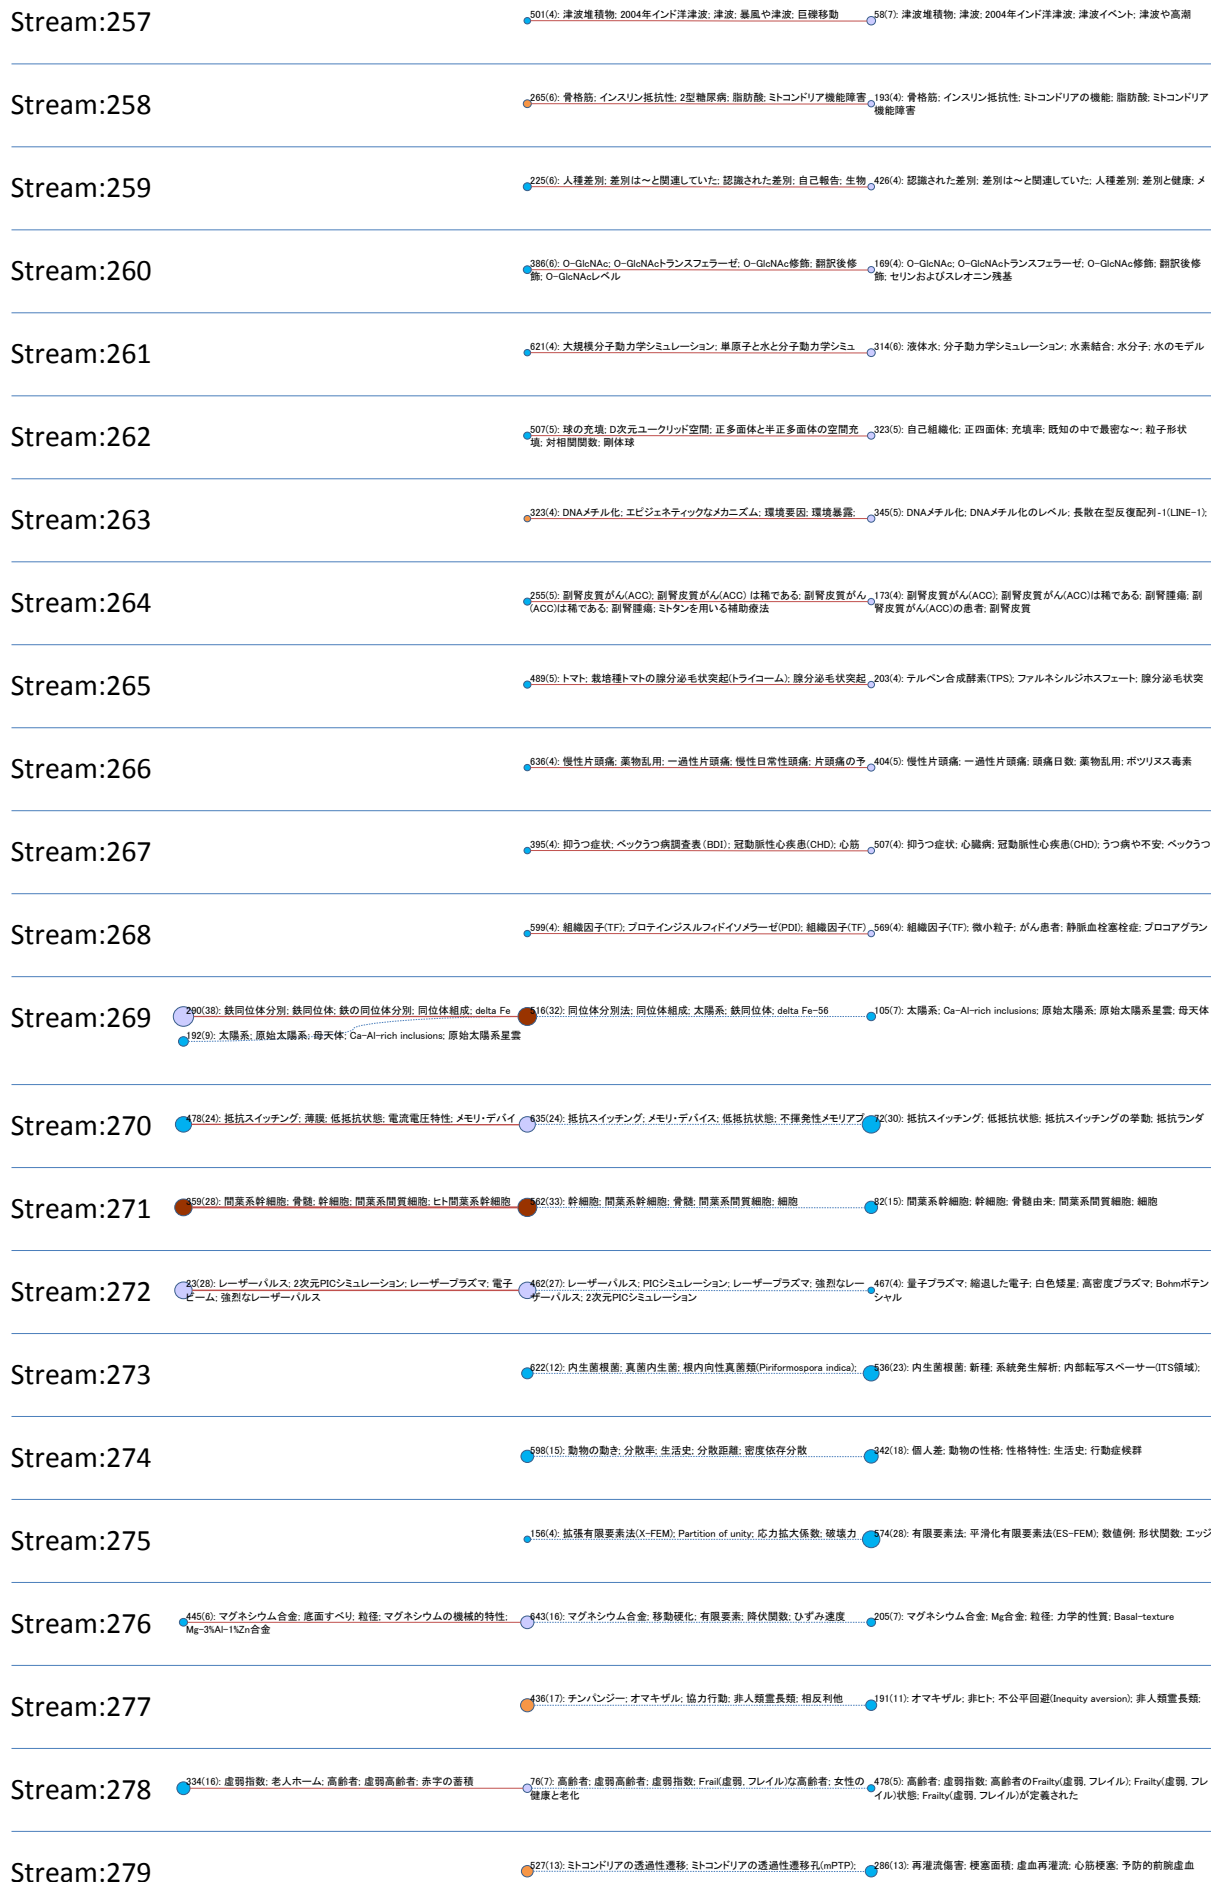 Stream:257
501(4): 津波堆積物; 2004年インド洋津波; 津波; 暴風や津波; 巨礫移動
58(7): 津波堆積物; 津波; 2004年インド洋津波; 津波イベント; 津波や高潮
Stream:258
265(6): 骨格筋; インスリン抵抗性; 2型糖尿病; 脂肪酸; ミトコンドリア機能障害
193(4): 骨格筋; インスリン抵抗性; ミトコンドリアの機能; 脂肪酸; ミトコンドリア
機能障害
Stream:259
225(6): 人種差別; 差別は～と関連していた; 認識された差別; 自己報告; 生物
426(4): 認識された差別; 差別は～と関連していた; 人種差別; 差別と健康; メ
Stream:260
386(6): O-GlcNAc; O-GlcNAcトランスフェラーゼ; O-GlcNAc修飾; 翻訳後修
飾; O-GlcNAcレベル
169(4): O-GlcNAc; O-GlcNAcトランスフェラーゼ; O-GlcNAc修飾; 翻訳後修
飾; セリンおよびスレオニン残基
Stream:261
621(4): 大規模分子動力学シミュレーション; 単原子と水と分子動力学シミュ
314(6): 液体水; 分子動力学シミュレーション; 水素結合; 水分子; 水のモデル
Stream:262
507(5): 球の充填; D次元ユークリッド空間; 正多面体と半正多面体の空間充
填; 対相関関数; 剛体球
323(5): 自己組織化; 正四面体; 充填率; 既知の中で最密な～; 粒子形状
Stream:263
323(4): DNAメチル化; エピジェネティックなメカニズム; 環境要因; 環境暴露;
345(5): DNAメチル化; DNAメチル化のレベル; 長散在型反復配列-1(LINE-1);
Stream:264
255(5): 副腎皮質がん(ACC); 副腎皮質がん(ACC) は稀である; 副腎皮質がん
(ACC)は稀である; 副腎腫瘍; ミトタンを用いる補助療法
173(4): 副腎皮質がん(ACC); 副腎皮質がん(ACC)は稀である; 副腎腫瘍; 副
腎皮質がん(ACC)の患者; 副腎皮質
Stream:265
489(5): トマト; 栽培種トマトの腺分泌毛状突起(トライコーム); 腺分泌毛状突起
203(4): テルペン合成酵素(TPS); ファルネシルジホスフェート; 腺分泌毛状突
Stream:266
636(4): 慢性片頭痛; 薬物乱用; 一過性片頭痛; 慢性日常性頭痛; 片頭痛の予
404(5): 慢性片頭痛; 一過性片頭痛; 頭痛日数; 薬物乱用; ボツリヌス毒素
Stream:267
395(4): 抑うつ症状; ベックうつ病調査表(BDI); 冠動脈性心疾患(CHD); 心筋
507(4): 抑うつ症状; 心臓病; 冠動脈性心疾患(CHD); うつ病や不安; ベックうつ
Stream:268
599(4): 組織因子(TF); プロテインジスルフィドイソメラーゼ(PDI); 組織因子(TF)
569(4): 組織因子(TF); 微小粒子; がん患者; 静脈血栓塞栓症; プロコアグラン
Stream:269
290(38): 鉄同位体分別; 鉄同位体; 鉄の同位体分別; 同位体組成; delta Fe
516(32): 同位体分別法; 同位体組成; 太陽系; 鉄同位体; delta Fe-56
105(7): 太陽系; Ca-Al-rich inclusions; 原始太陽系; 原始太陽系星雲; 母天体
192(9): 太陽系; 原始太陽系; 母天体; Ca-Al-rich inclusions; 原始太陽系星雲
Stream:270
478(24): 抵抗スイッチング; 薄膜; 低抵抗状態; 電流電圧特性; メモリ・デバイ
635(24): 抵抗スイッチング; メモリ・デバイス; 低抵抗状態; 不揮発性メモリアプ
72(30): 抵抗スイッチング; 低抵抗状態; 抵抗スイッチングの挙動; 抵抗ランダ
Stream:271
359(28): 間葉系幹細胞; 骨髄; 幹細胞; 間葉系間質細胞; ヒト間葉系幹細胞
562(33): 幹細胞; 間葉系幹細胞; 骨髄; 間葉系間質細胞; 細胞
82(15): 間葉系幹細胞; 幹細胞; 骨髄由来; 間葉系間質細胞; 細胞
Stream:272
23(28): レーザーパルス; 2次元PICシミュレーション; レーザープラズマ; 電子
ビーム; 強烈なレーザーパルス
462(27): レーザーパルス; PICシミュレーション; レーザープラズマ; 強烈なレー
ザーパルス; 2次元PICシミュレーション
467(4): 量子プラズマ; 縮退した電子; 白色矮星; 高密度プラズマ; Bohmポテン
シャル
Stream:273
622(12): 内生菌根菌; 真菌内生菌; 根内向性真菌類(Piriformospora indica);
536(23): 内生菌根菌; 新種; 系統発生解析; 内部転写スペーサー(ITS領域);
Stream:274
598(15): 動物の動き; 分散率; 生活史; 分散距離; 密度依存分散
342(18): 個人差; 動物の性格; 性格特性; 生活史; 行動症候群
Stream:275
156(4): 拡張有限要素法(X-FEM); Partition of unity; 応力拡大係数; 破壊力
574(28): 有限要素法; 平滑化有限要素法(ES-FEM); 数値例; 形状関数; エッジ
Stream:276
445(6): マグネシウム合金; 底面すべり; 粒径; マグネシウムの機械的特性;
Mg-3%Al-1%Zn合金
643(16): マグネシウム合金; 移動硬化; 有限要素; 降伏関数; ひずみ速度
205(7): マグネシウム合金; Mg合金; 粒径; 力学的性質; Basal-texture
Stream:277
436(17): チンパンジー; オマキザル; 協力行動; 非人類霊長類; 相反利他
191(11): オマキザル; 非ヒト; 不公平回避(Inequity aversion); 非人類霊長類;
Stream:278
334(16): 虚弱指数; 老人ホーム; 高齢者; 虚弱高齢者; 赤字の蓄積
76(7): 高齢者; 虚弱高齢者; 虚弱指数; Frail(虚弱, フレイル)な高齢者; 女性の
健康と老化
478(5): 高齢者; 虚弱指数; 高齢者のFrailty(虚弱, フレイル); Frailty(虚弱, フレ
イル)状態; Frailty(虚弱, フレイル)が定義された
Stream:279
527(13): ミトコンドリアの透過性遷移; ミトコンドリアの透過性遷移孔(mPTP);
286(13): 再灌流傷害; 梗塞面積; 虚血再灌流; 心筋梗塞; 予防的前腕虚血